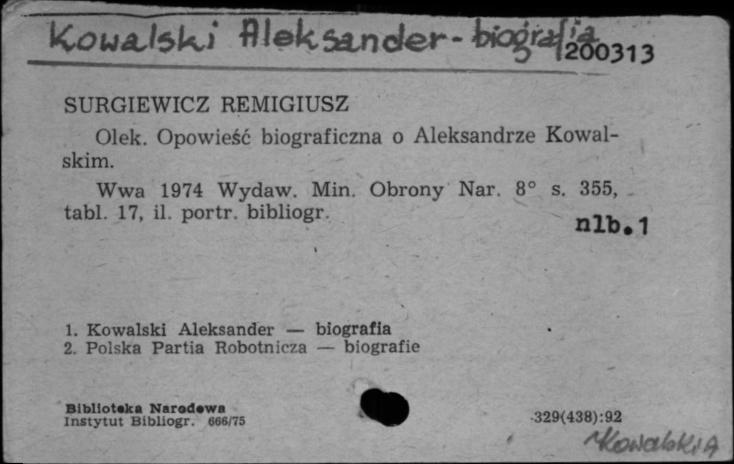 Kowalski Aleksander - biografia
200313
SURGIEWICZ REMIGIUSZ
Olek. Opowieść biograficzna o Aleksandrze Kowal-
skim.
Wwa 1974 Wydaw. Min. Obrony Nar. 8° s. 355,
tabl. 17, il. portr. bibliogr.
nlb.1
1. Kowalski Aleksander — biografia
2. Polska Partia Robotnicza — biografie
Biblioteka Narodowa
Instytut Bibliogr. 666/75
329(438):92
Kowalski A